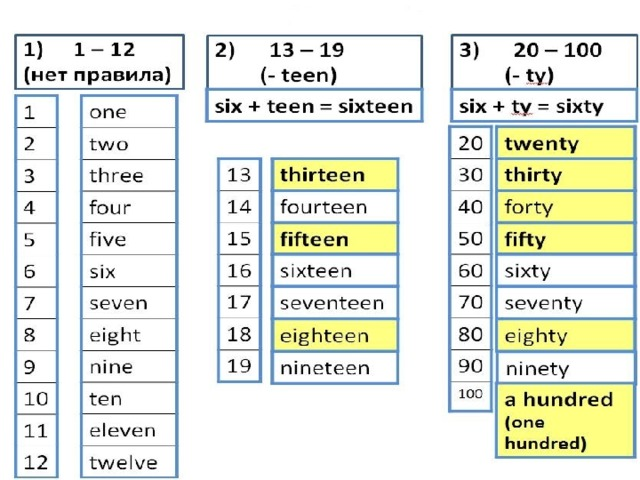 1) 1 – 12
(нет правила)
1 one
2 two
3 three
4 four
5 five
6 six
7 seven
8 eight
9 nine
10 ten
11 eleven
12 twelve
2) 13 – 19
(- teen)
six + teen = sixteen
13 thirteen
14 fourteen
15 fifteen
16 sixteen
17 seventeen
18 eighteen
19 nineteen
3) 20 – 100
(- ty)
six + ty = sixty
20 twenty
30 thirty
40 forty
50 fifty
60 sixty
70 seventy
80 eighty
90 ninety
100 a hundred
(one
hundred)